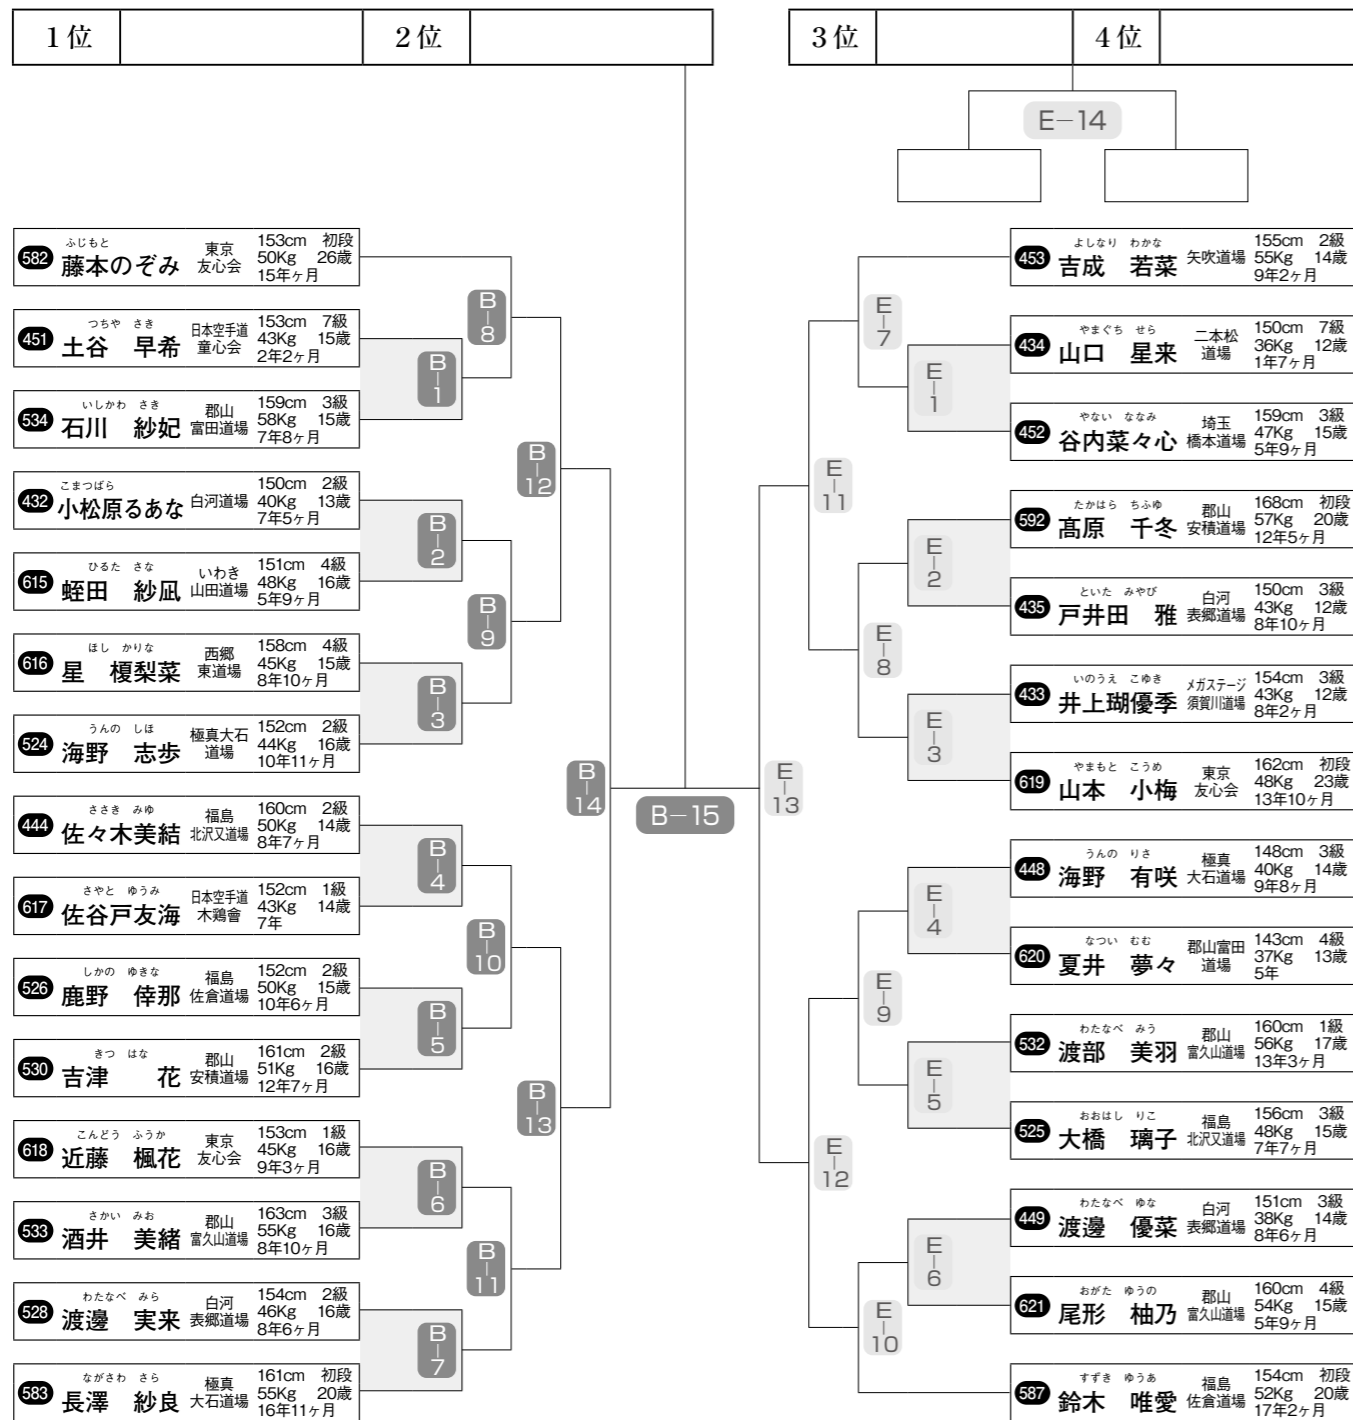 1位 2位
3位 4位
E-14
582 ふじもと 藤本のぞみ 東京 友心会 153cm 初段 50Kg 26歳 15年ヶ月
451 つちや さき 土谷 早希 日本空手道 童心会 153cm 7級 43Kg 15歳 2年2ヶ月
534 いしかわ さき 石川 紗妃 郡山 富田道場 159cm 3級 58Kg 15歳 7年8ヶ月
432 こまつばら 小松原るあな 白河道場 150cm 2級 40Kg 13歳 7年5ヶ月
615 ひるた さな 蛭田 紗凪 いわき 山田道場 151cm 4級 48Kg 16歳 5年9ヶ月
616 ほし かりな 星 榎梨菜 西郷 東道場 158cm 4級 45Kg 15歳 8年10ヶ月
524 うんの しほ 海野 志歩 極真大石 道場 152cm 2級 44Kg 16歳 10年11ヶ月
444 ささき みゆ 佐々木美結 福島 北沢又道場 160cm 2級 50Kg 14歳 8年7ヶ月
617 さやと ゆうみ 佐谷戸友海 日本空手道 木鶏會 152cm 1級 43Kg 14歳 7年
526 しかの ゆきな 鹿野 倖那 福島 佐倉道場 152cm 2級 50Kg 15歳 10年6ヶ月
530 きつ はな 吉津 花 郡山 安積道場 161cm 2級 51Kg 16歳 12年7ヶ月
618 こんどう ふうか 近藤 楓花 東京 友心会 153cm 1級 45Kg 16歳 9年3ヶ月
533 さかい みお 酒井 美緒 郡山 富久山道場 163cm 3級 55Kg 16歳 8年10ヶ月
528 わたなべ みら 渡邊 実来 白河 表郷道場 154cm 2級 46Kg 16歳 8年6ヶ月
583 ながさわ さら 長澤 紗良 極真 大石道場 161cm 初段 55Kg 20歳 16年11ヶ月
B-8
B-1
B-12
B-2
B-9
B-3
B-14
B-4
B-10
B-5
B-13
B-6
B-11
B-7
B-15
E-7
E-1
E-11
E-2
E-8
E-3
E-13
E-4
E-9
E-5
E-12
E-6
E-10
453 よしなり わかな 吉成 若菜 矢吹道場 155cm 2級 55Kg 14歳 9年2ヶ月
434 やまぐち せら 山口 星来 二本松 道場 150cm 7級 36Kg 12歳 1年7ヶ月
452 やない ななみ 谷内菜々心 埼玉 橋本道場 159cm 3級 47Kg 15歳 5年9ヶ月
592 たかはら ちふゆ 髙原 千冬 郡山 安積道場 168cm 初段 57Kg 20歳 12年5ヶ月
435 といた みやび 戸井田 雅 白河 表郷道場 150cm 3級 43Kg 12歳 8年10ヶ月
433 いのうえ こゆき 井上瑚優季 メガステージ 須賀川道場 154cm 3級 43Kg 12歳 8年2ヶ月
619 やまもと こうめ 山本 小梅 東京 友心会 162cm 初段 48Kg 23歳 13年10ヶ月
448 うんの りさ 海野 有咲 極真 大石道場 148cm 3級 40Kg 14歳 9年8ヶ月
620 なつい むむ 夏井 夢々 郡山富田 道場 143cm 4級 37Kg 13歳 5年
532 わたなべ みう 渡部 美羽 郡山 富久山道場 160cm 1級 56Kg 17歳 13年3ヶ月
525 おおはし りこ 大橋 璃子 福島 北沢又道場 156cm 3級 48Kg 15歳 7年7ヶ月
449 わたなべ ゆな 渡邊 優菜 白河 表郷道場 151cm 3級 38Kg 14歳 8年6ヶ月
621 おがた ゆうの 尾形 柚乃 郡山 富久山道場 160cm 4級 54Kg 15歳 5年9ヶ月
587 すずき ゆうあ 鈴木 唯愛 福島 佐倉道場 154cm 初段 52Kg 20歳 17年2ヶ月